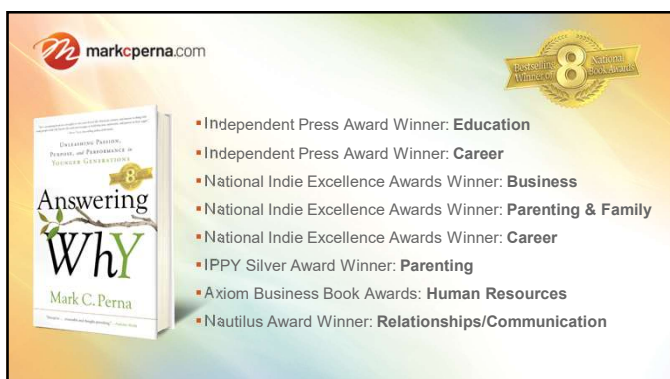 markcperna.com
Bestselling
Winner of
8
National
Book Awards
Unleashing Passion,
Purpose, and Performance in
Younger Generations
8
Answering
WhY
Mark C. Perna
▪Independent Press Award Winner: Education
▪Independent Press Award Winner: Career
▪National Indie Excellence Awards Winner: Business
▪National Indie Excellence Awards Winner: Parenting & Family
▪National Indie Excellence Awards Winner: Career
▪IPPY Silver Award Winner: Parenting
▪Axiom Business Book Awards: Human Resources
▪Nautilus Award Winner: Relationships/Communication